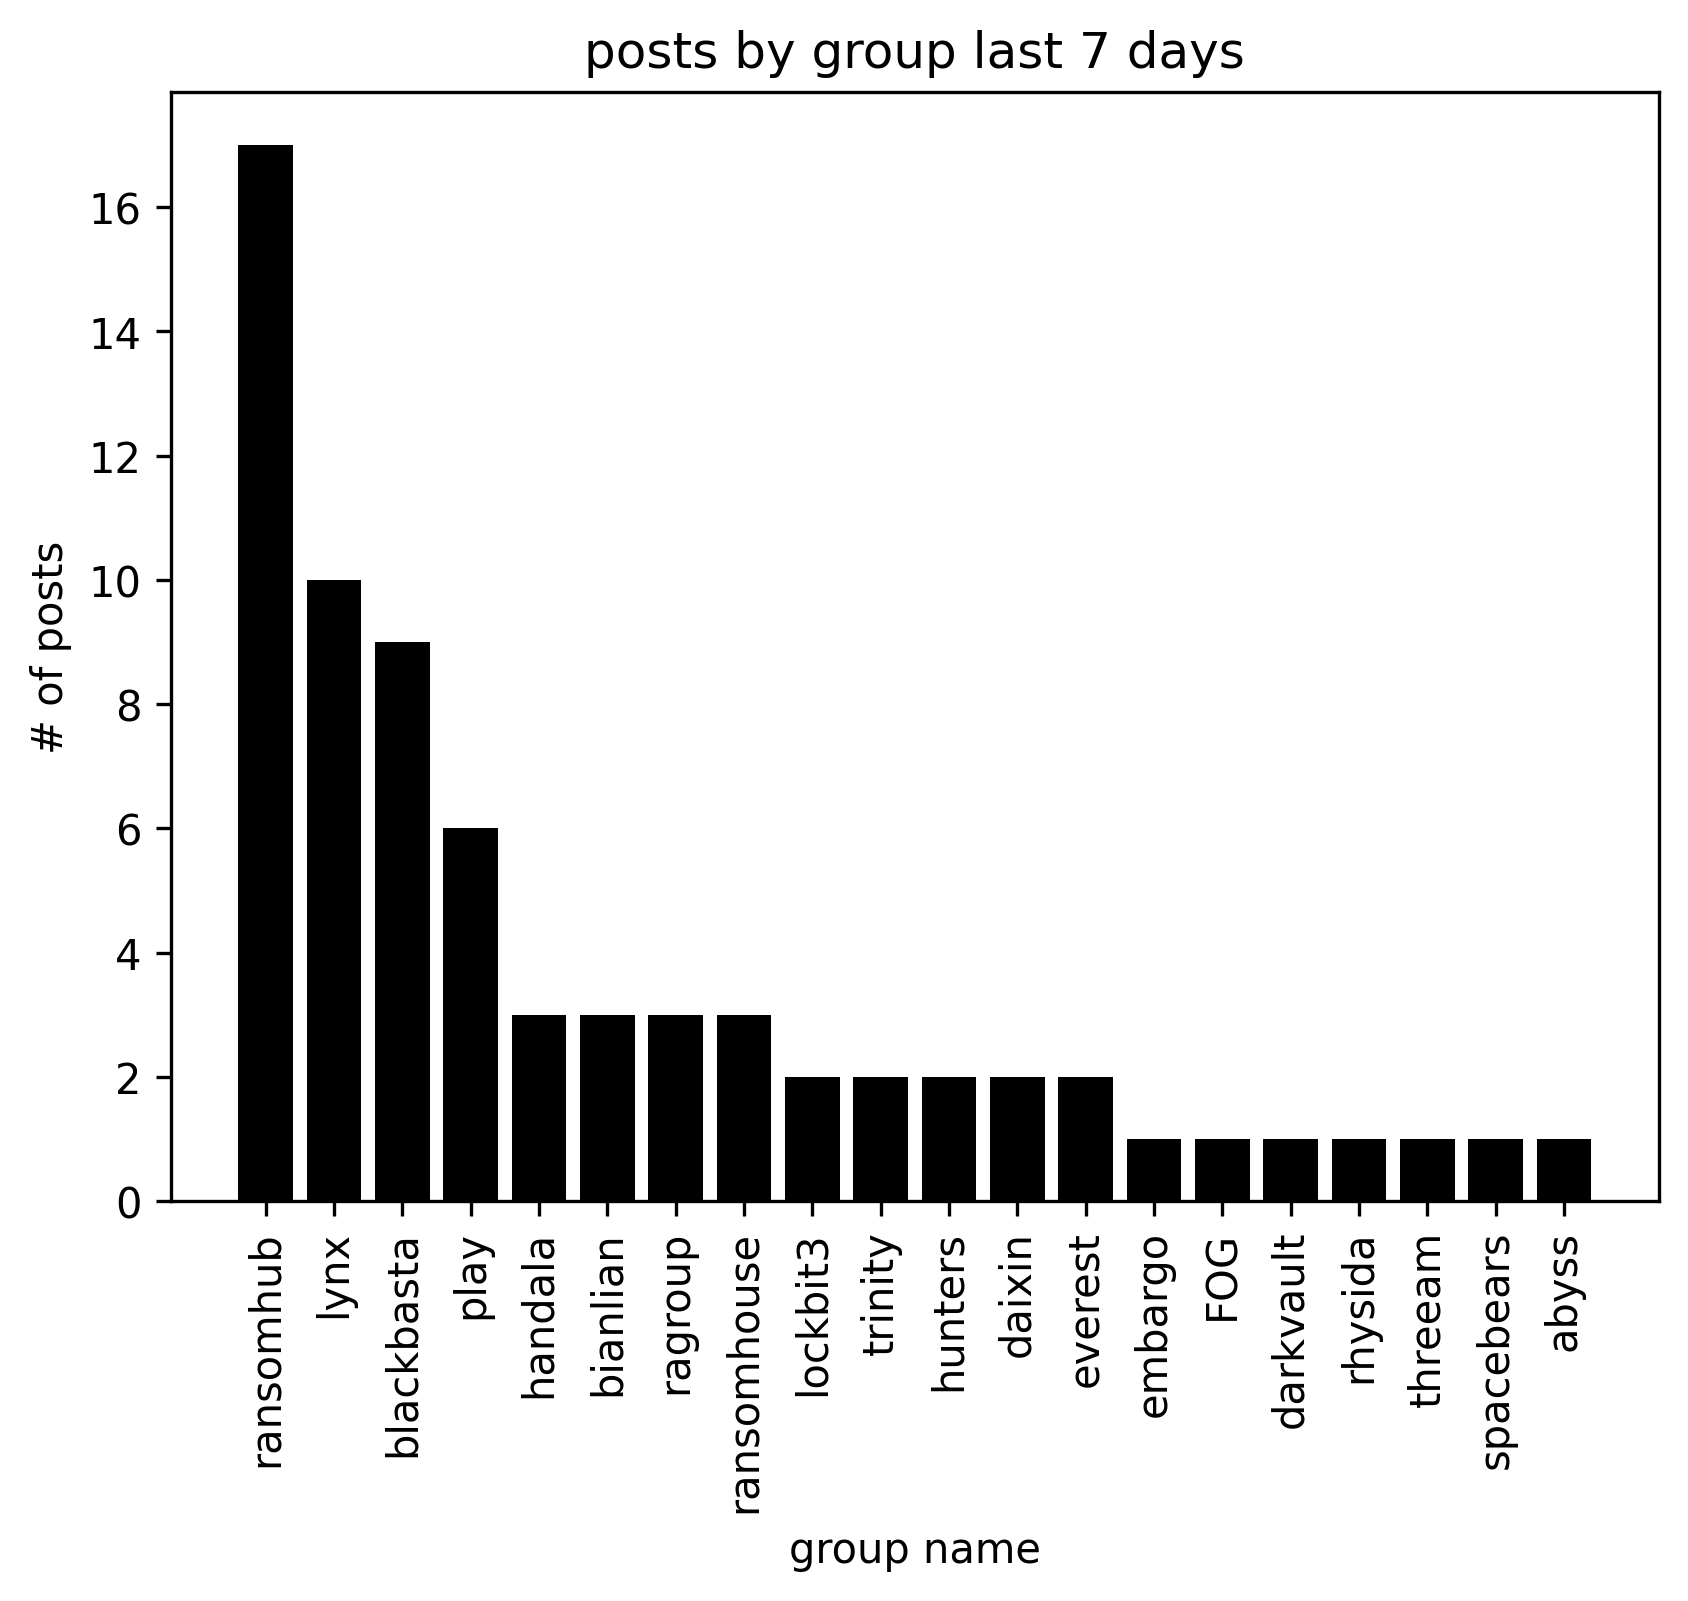 posts by group last 7 days
# of posts
16
14
12
10
8
6
4
2
0
ransomhub
lynx
blackbasta
play
handala
bianlian
ragroup
ransomhouse
lockbit3
trinity
hunters
daixin
everest
embargo
FOG
darkvault
rhysida
threeam
spacebears
abyss
group name